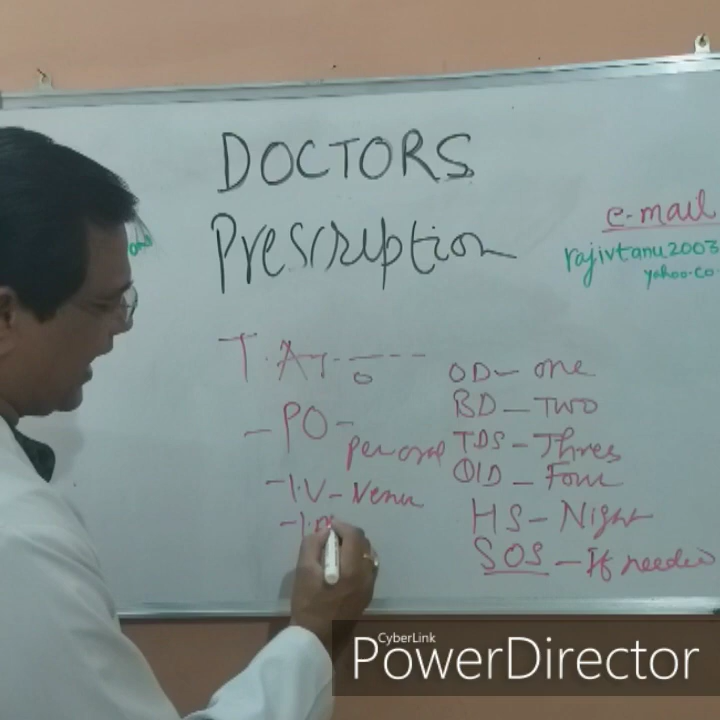 DOCTORS
Prescription
e-mail
rajivtanu2003
yahoo.co
T.
OD - one
BD - Two
- PO -
Per oral
TDS - Threes
QID - Four
- I.V - Venu
HS - Night
- I.
SOS - If needed
CyberLink
PowerDirector